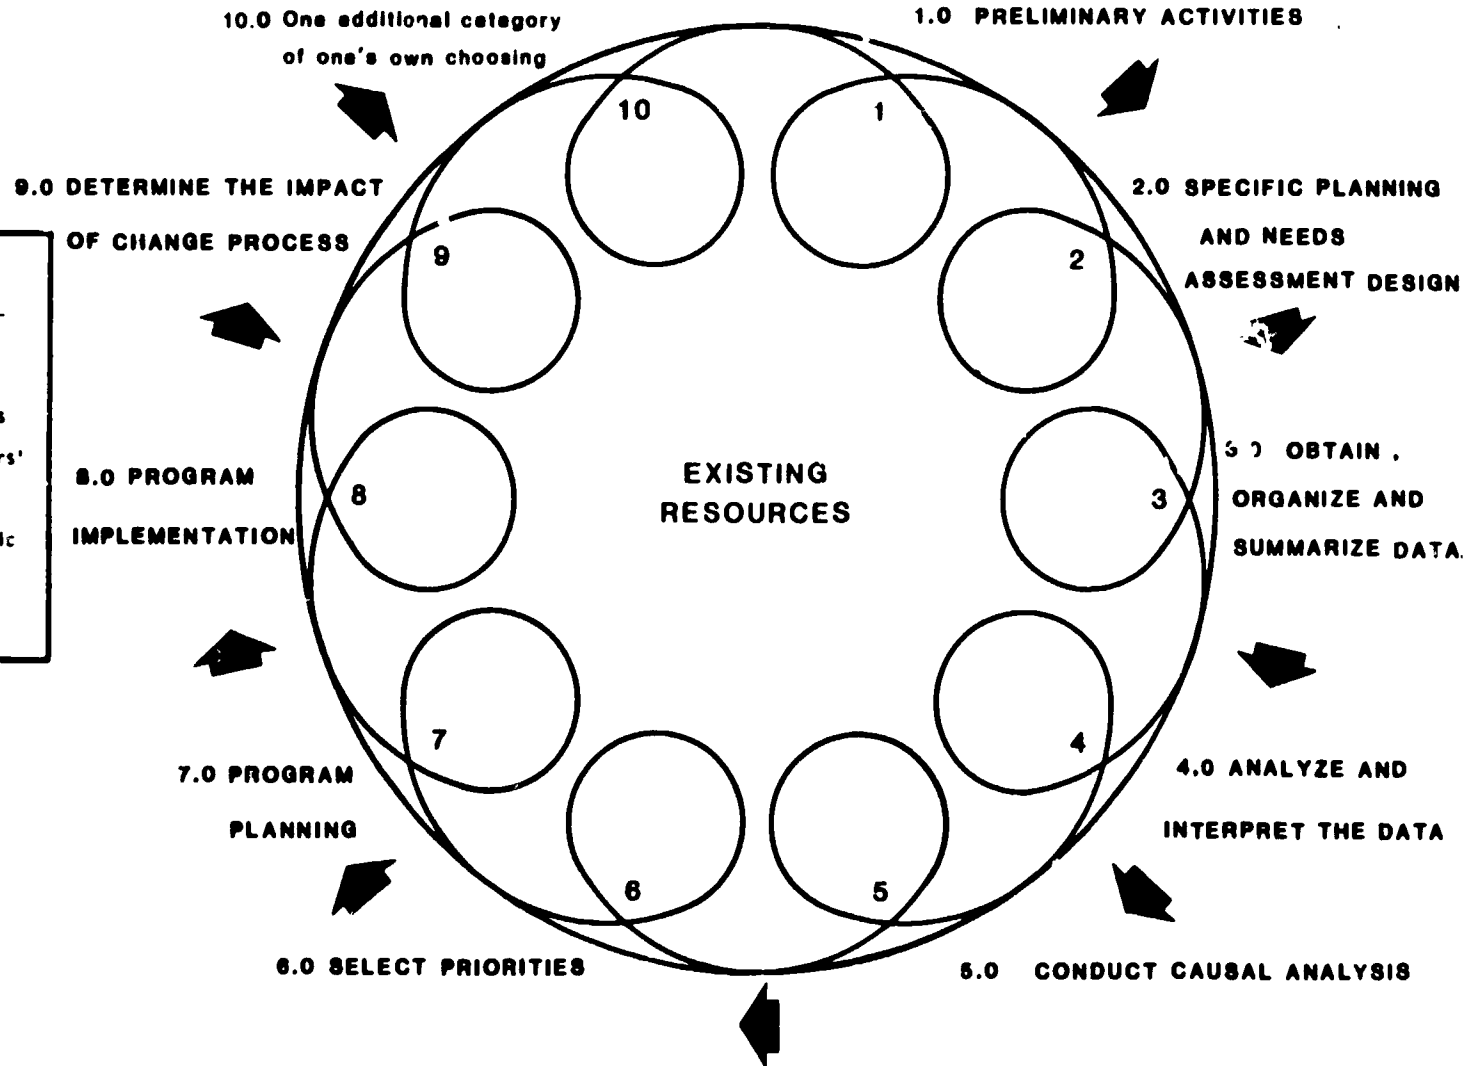 10.0 One additional category
of one's own choosing
1.0 PRELIMINARY ACTIVITIES
9.0 DETERMINE THE IMPACT
OF CHANGE PROCESS
2.0 SPECIFIC PLANNING
AND NEEDS
ASSESSMENT DESIGN
10
1
9
2
8.0 PROGRAM
IMPLEMENTATION
8
EXISTING
RESOURCES
3
OBTAIN,
ORGANIZE AND
SUMMARIZE DATA.
7
4
7.0 PROGRAM
PLANNING
4.0 ANALYZE AND
INTERPRET THE DATA
6
5
6.0 SELECT PRIORITIES
5.0 CONDUCT CAUSAL ANALYSIS